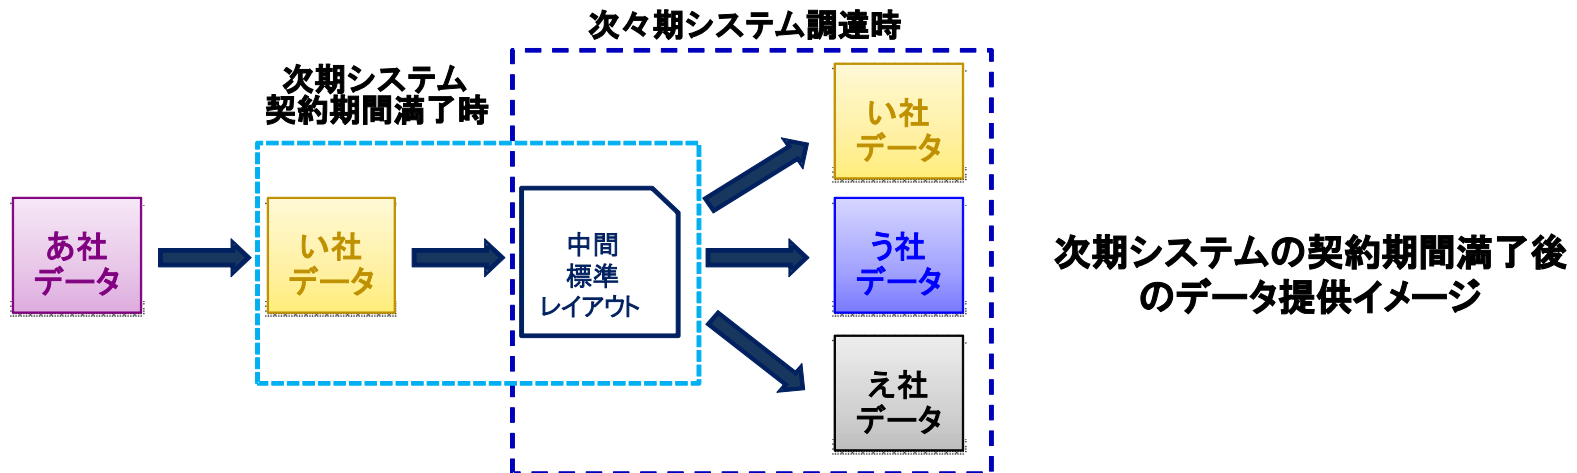 次々期システム調達時
次期システム
契約期間満了時
あ社
データ
い社
データ
中間
標準
レイアウト
い社
データ
う社
データ
え社
データ
次期システムの契約期間満了後
のデータ提供イメージ